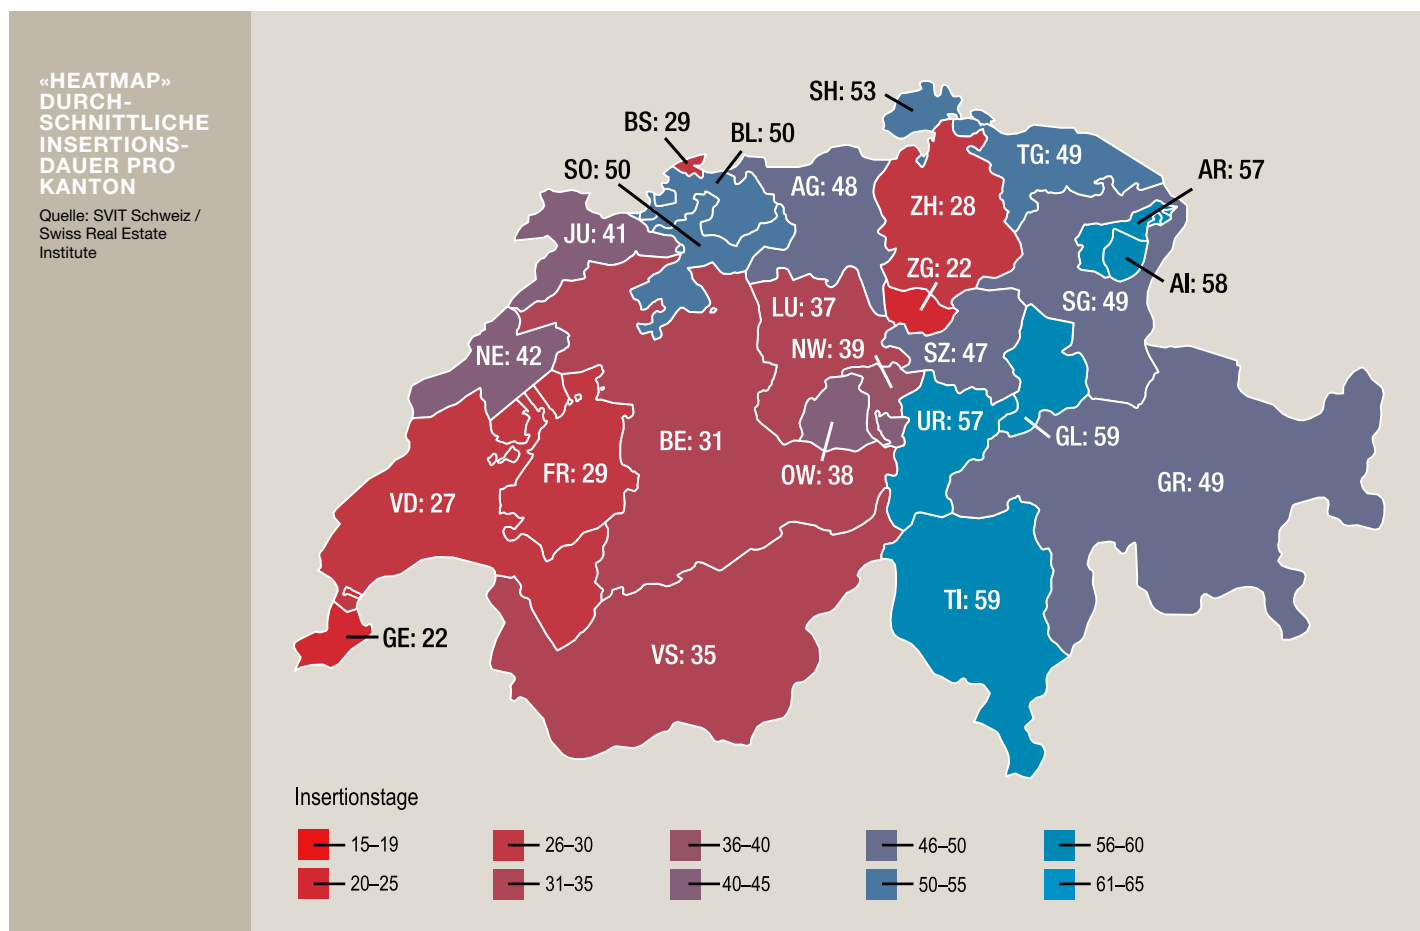 «HEATMAP»
DURCH-
SCHNITTLICHE
INSERTIONS-
DAUER PRO
KANTON
Quelle: SVIT Schweiz /
Swiss Real Estate
Institute
SH: 53
BS: 29
BL: 50
SO: 50
TG: 49
AR: 57
AG: 48
ZH: 28
JU: 41
ZG: 22
AI: 58
SG: 49
LU: 37
NW: 39
SZ: 47
NE: 42
UR: 57
GL: 59
BE: 31
OW: 38
FR: 29
GR: 49
VD: 27
TI: 59
GE: 22
VS: 35
Insertionstage
15–19
26–30
36–40
46–50
56–60
20–25
31–35
40–45
50–55
61–65